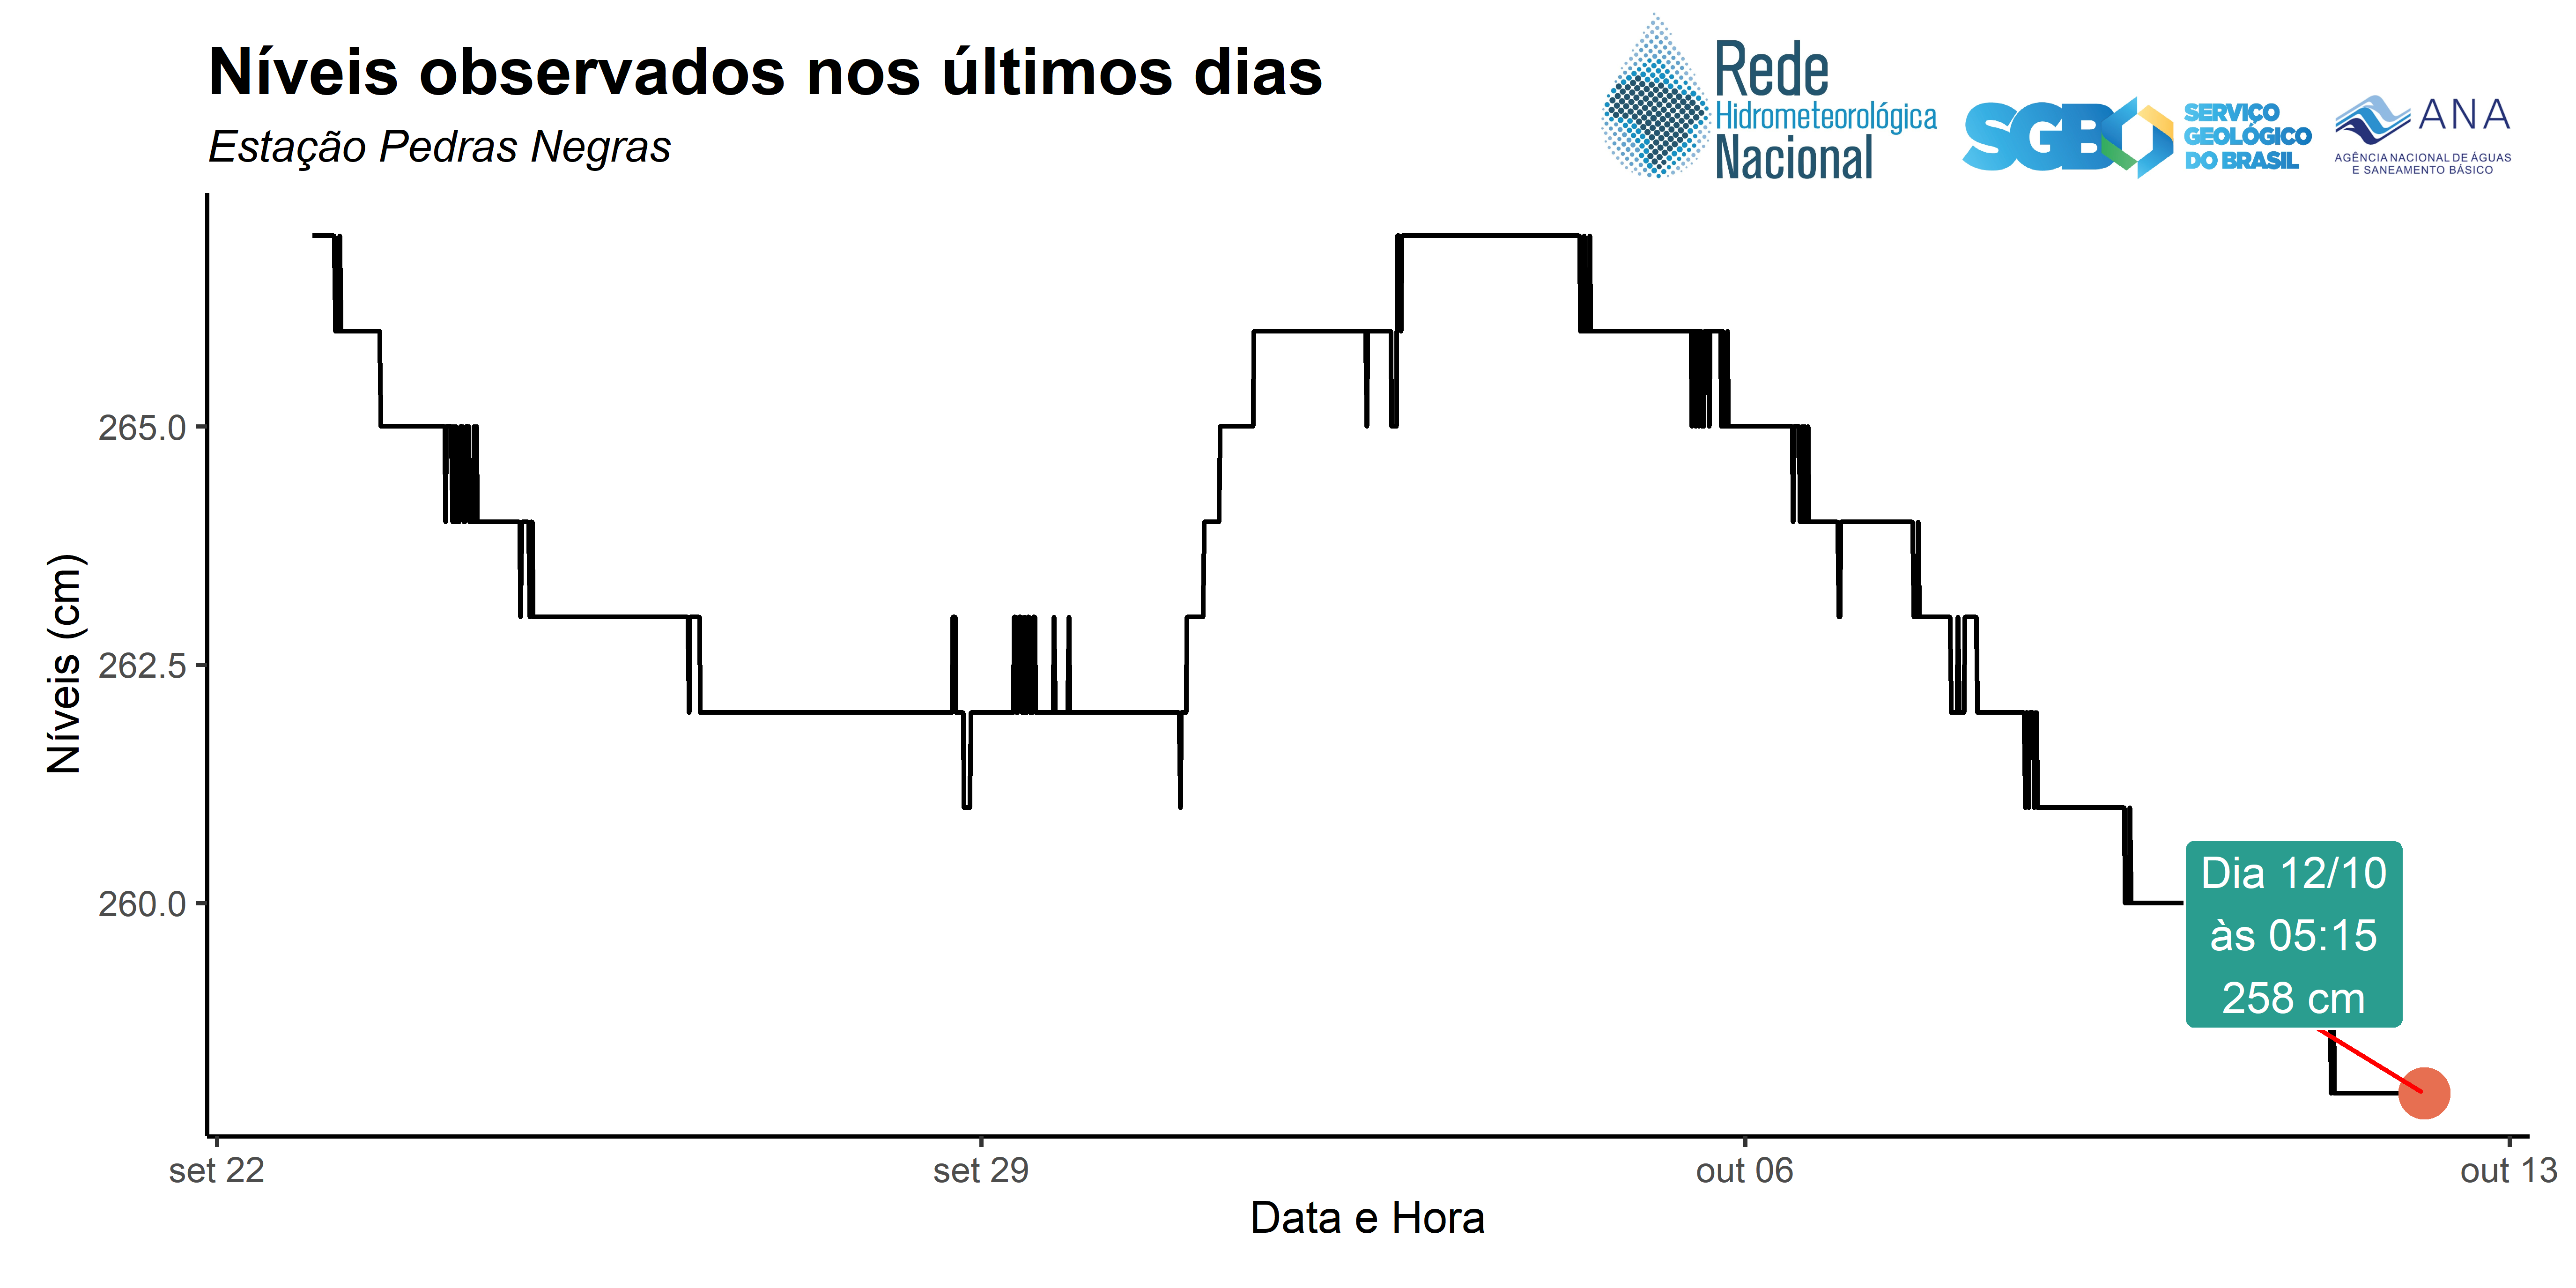 Níveis observados nos últimos dias
Estação Pedras Negras
Rede
Hidrometeorológica
Nacional
SGB
SERVIÇO
GEOLÓGICO
DO BRASIL
ANA
AGÊNCIA NACIONAL DE ÁGUAS
E SANEAMENTO BÁSICO
Níveis (cm)
265.0
262.5
260.0
Dia 12/10
às 05:15
258 cm
set 22
set 29
out 06
out 13
Data e Hora